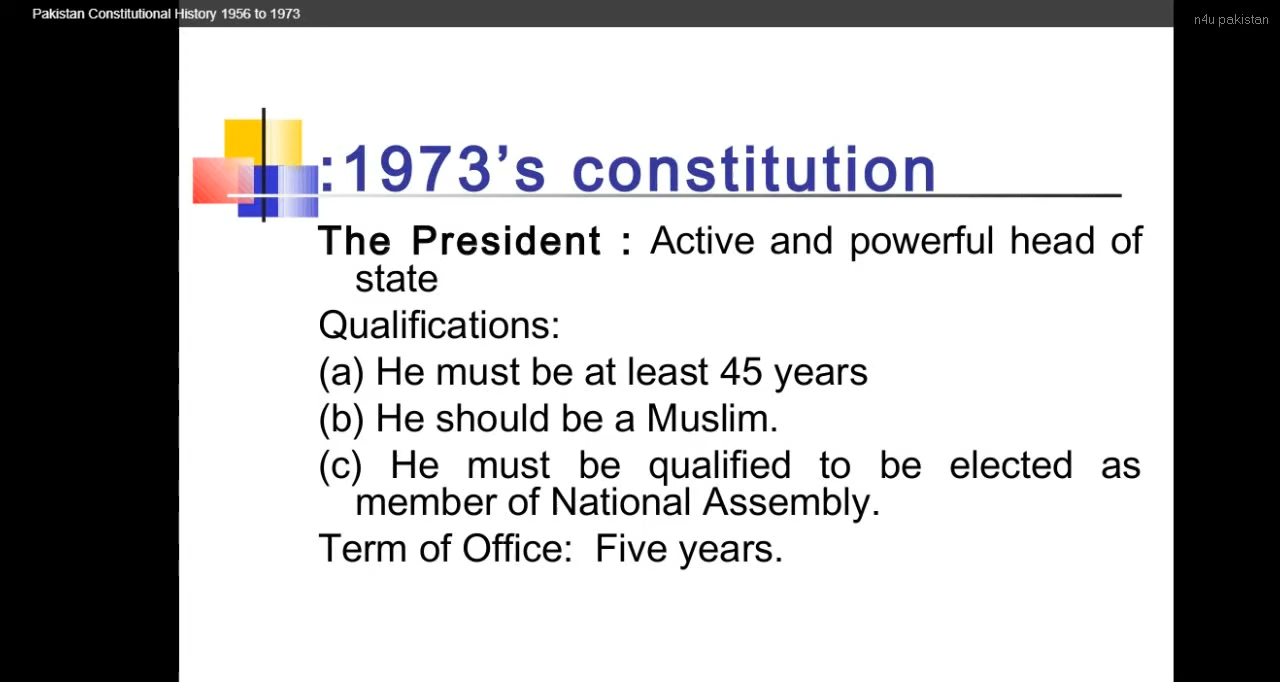 Pakistan Constitutional History 1956 to 1973
n4u pakistan
:1973’s constitution
The President : Active and powerful head of
state
Qualifications:
(a) He must be at least 45 years
(b) He should be a Muslim.
(c) He must be qualified to be elected as
member of National Assembly.
Term of Office: Five years.